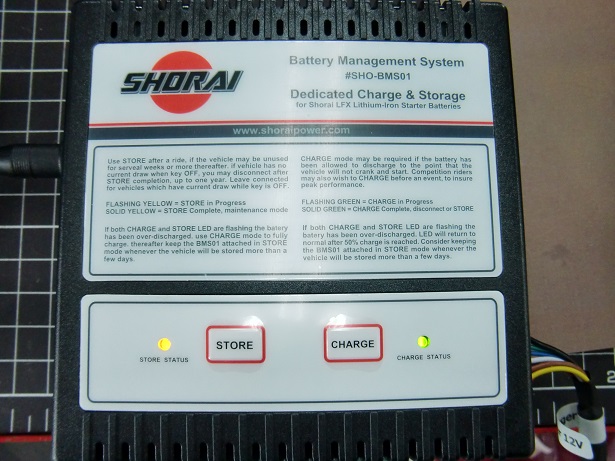 SHORAI
Battery Management System
#SHO-BMS01
Dedicated Charge & Storage
for Shorai LFX Lithium-Iron Starter Batteries
www.shoraipower.com
Use STORE after a ride, if the vehicle may be unused
for serveal weeks or more thereafter. if vehicle has no
current draw when key OFF, you may disconnect after
STORE completion, up to one year. Leave connected
for vehicles which have current draw while key is OFF.
FLASHING YELLOW = STORE in Progress
SOLID YELLOW = STORE Complete, maintenance mode
If both CHARGE and STORE LED are flashing the batery
has been over-discharged. use CHARGE mode to fully
charge. thereafter keep the BMS01 attached in STORE
mode whenever the vehicle will be stored more than a
few days.
CHARGE mode may be required if the battery has
been allowed to discharge to the point that the
vehicle will not crank and start. Competition riders
may also wish to CHARGE before an event, to insure
peak performance.
FLASHING GREEN = CHARGE in Progress
SOLID GREEN = CHARGE Complete, disconnect or STORE
If both CHARGE and STORE LED are flashing the
batery has been over-discharged. LED will return to
normal after 50% charge is reached. Consider keeping
the BMS01 attached in STORE mode whenever the
vehicle will be stored more than a few days.
STORE STATUS
STORE
CHARGE
CHARGE STATUS
12V
2